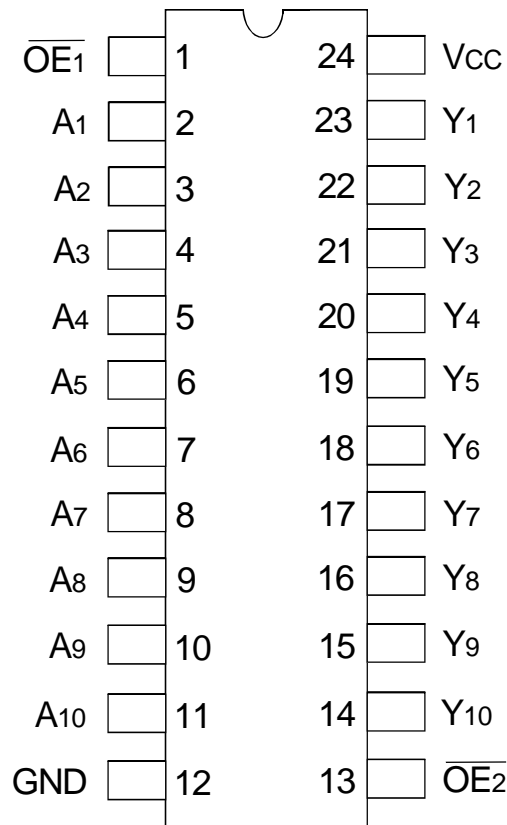 O̅E̅1 1 24 VCC
A1 2 23 Y1
A2 3 22 Y2
A3 4 21 Y3
A4 5 20 Y4
A5 6 19 Y5
A6 7 18 Y6
A7 8 17 Y7
A8 9 16 Y8
A9 10 15 Y9
A10 11 14 Y10
GND 12 13 O̅E̅2